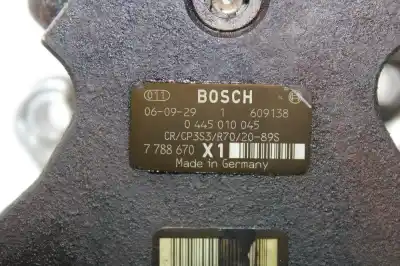 011 BOSCH
06-09-29 1 609138
0 445 010 045
CR/CP3S3/R70/20-89S
7 788 670 X1
Made in Germany